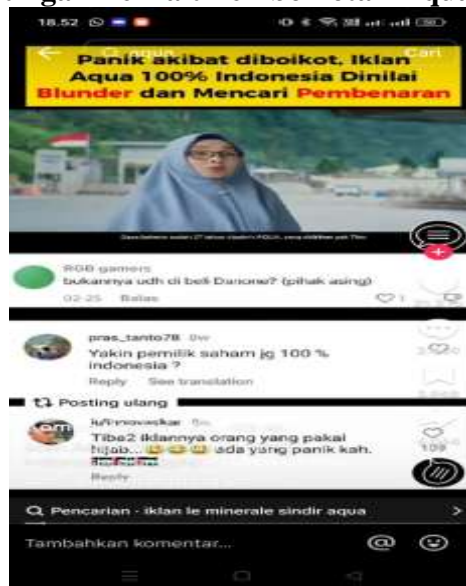 18.52
Cari
Panik akibat diboikot, Iklan
Aqua 100% Indonesia Dinilai
Blunder dan Mencari Pembenaran
RGB gamers
bukannya udh di beli Danone? (pihak asing)
02-25 Balas
1
pras_tanto78
Yakin pemilik saham jg 100 %
indonesia ?
Reply See translation
Posting ulang
Tiba2 iklannya orang yang pakai
hijab... 😂😂😂 ada yang panik kah.
109
Reply
Pencarian · iklan le minerale sindir aqua
Tambahkan komentar...